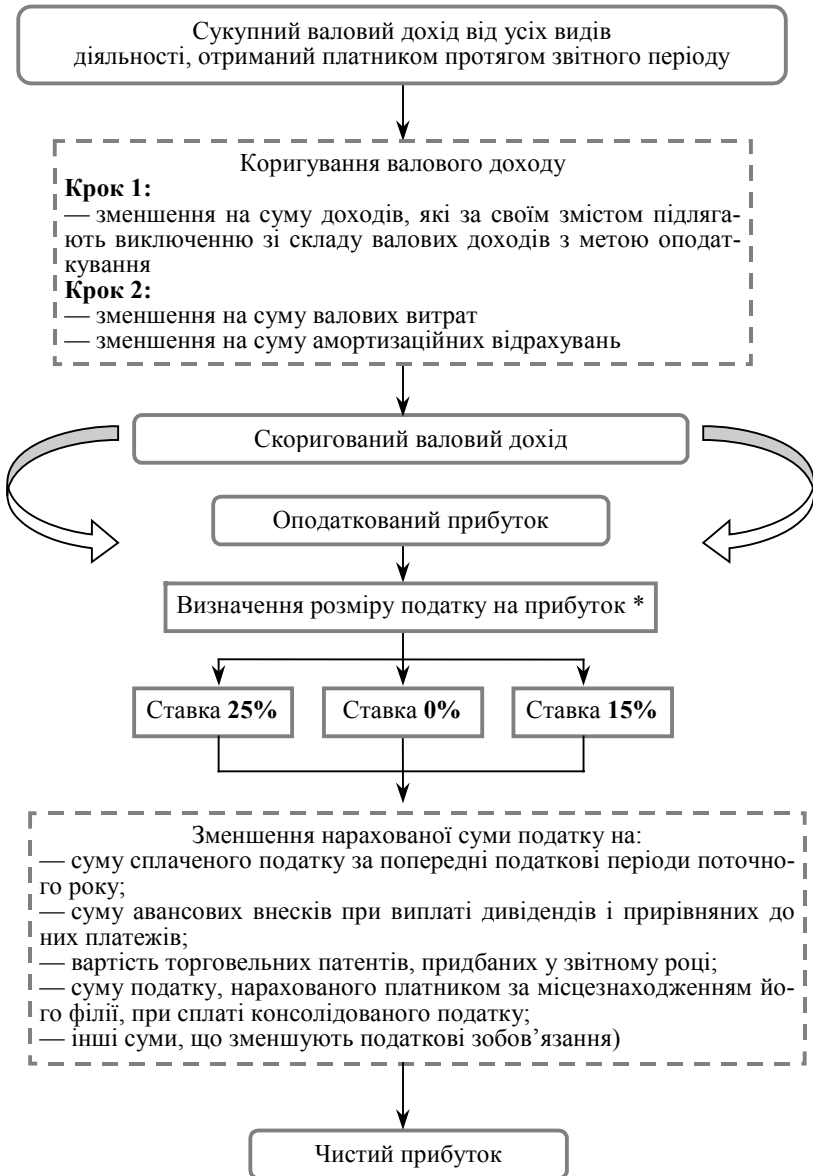 Сукупний валовий дохід від усіх видів
діяльності, отриманий платником протягом звітного періоду
Коригування валового доходу
Крок 1:
— зменшення на суму доходів, які за своїм змістом підляга-
ють виключенню зі складу валових доходів з метою оподат-
кування
Крок 2:
— зменшення на суму валових витрат
— зменшення на суму амортизаційних відрахувань
Скоригований валовий дохід
Оподаткований прибуток
Визначення розміру податку на прибуток *
Ставка 25%
Ставка 0%
Ставка 15%
Зменшення нарахованої суми податку на:
— суму сплаченого податку за попередні податкові періоди поточно-
го року;
— суму авансових внесків при виплаті дивідендів і прирівняних до
них платежів;
— вартість торговельних патентів, придбаних у звітному році;
— суму податку, нарахованого платником за місцезнаходженням йо-
го філії, при сплаті консолідованого податку;
— інші суми, що зменшують податкові зобов’язання)
Чистий прибуток